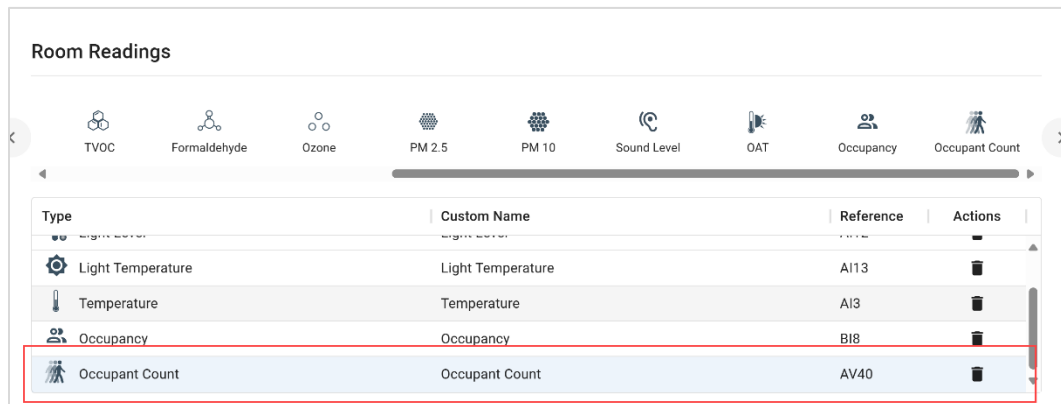 Room Readings
TVOC Formaldehyde Ozone PM 2.5 PM 10 Sound Level OAT Occupancy Occupant Count
Type Custom Name Reference Actions
Light Temperature Light Temperature AI13
Temperature Temperature AI3
Occupancy Occupancy BI8
Occupant Count Occupant Count AV40